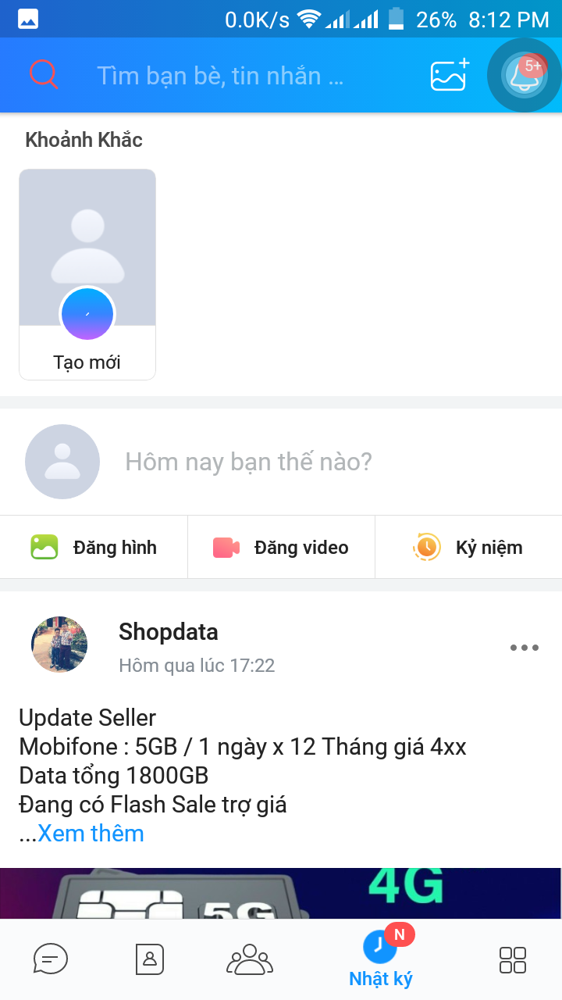 0.0K/s 26% 8:12 PM
Tìm bạn bè, tin nhắn ...
5+
Khoảnh Khắc
Tạo mới
Hôm nay bạn thế nào?
Đăng hình
Đăng video
Kỷ niệm
Shopdata
Hôm qua lúc 17:22
Update Seller
Mobifone : 5GB / 1 ngày x 12 Tháng giá 4xx
Data tổng 1800GB
Đang có Flash Sale trợ giá
...Xem thêm
4G
5G
N
Nhật ký